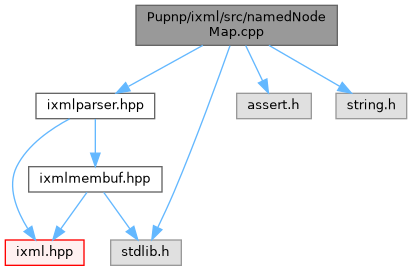 Pupnp/ixml/src/namedNode
Map.cpp
ixmlparser.hpp
assert.h
string.h
ixmlmembuf.hpp
ixml.hpp
stdlib.h